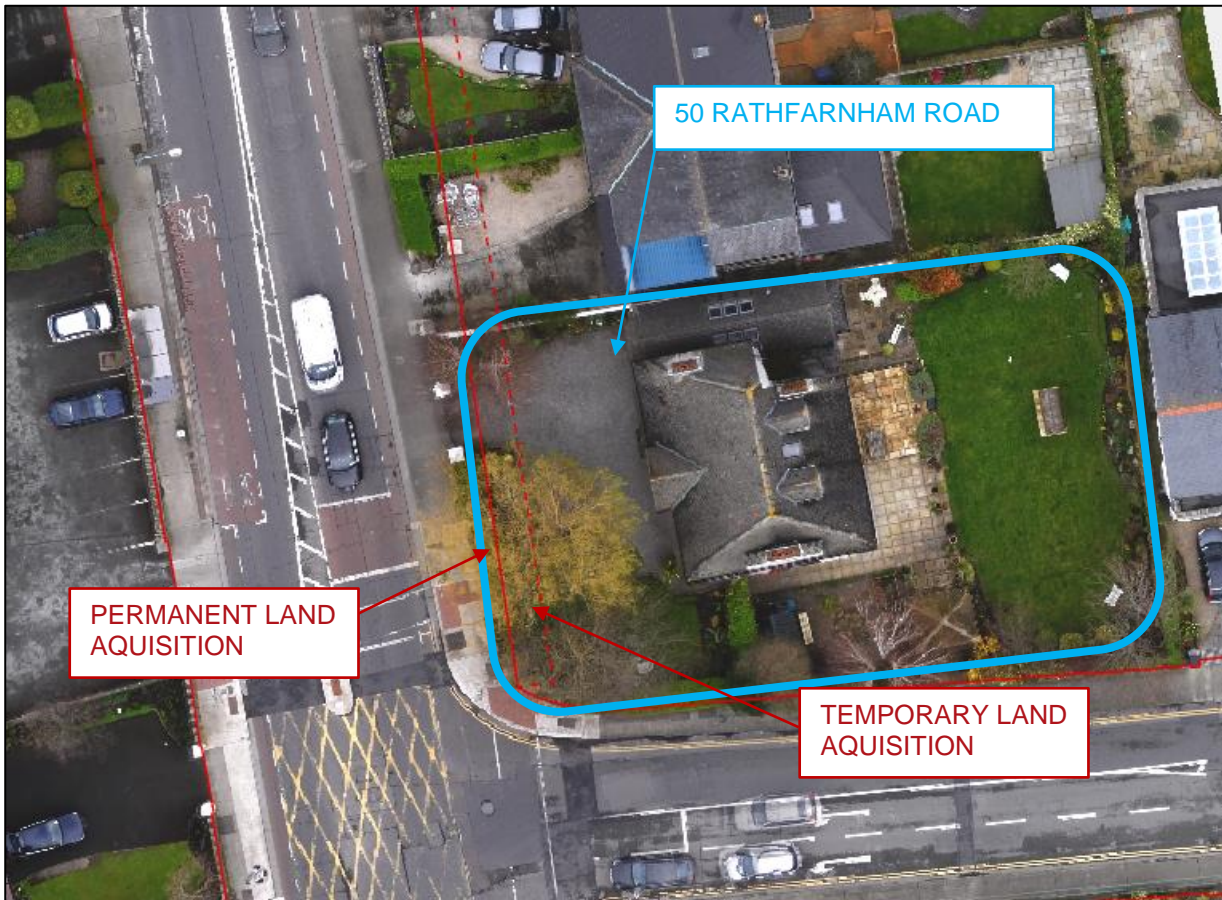 50 RATHFARNHAM ROAD
PERMANENT LAND
AQUISITION
TEMPORARY LAND
AQUISITION